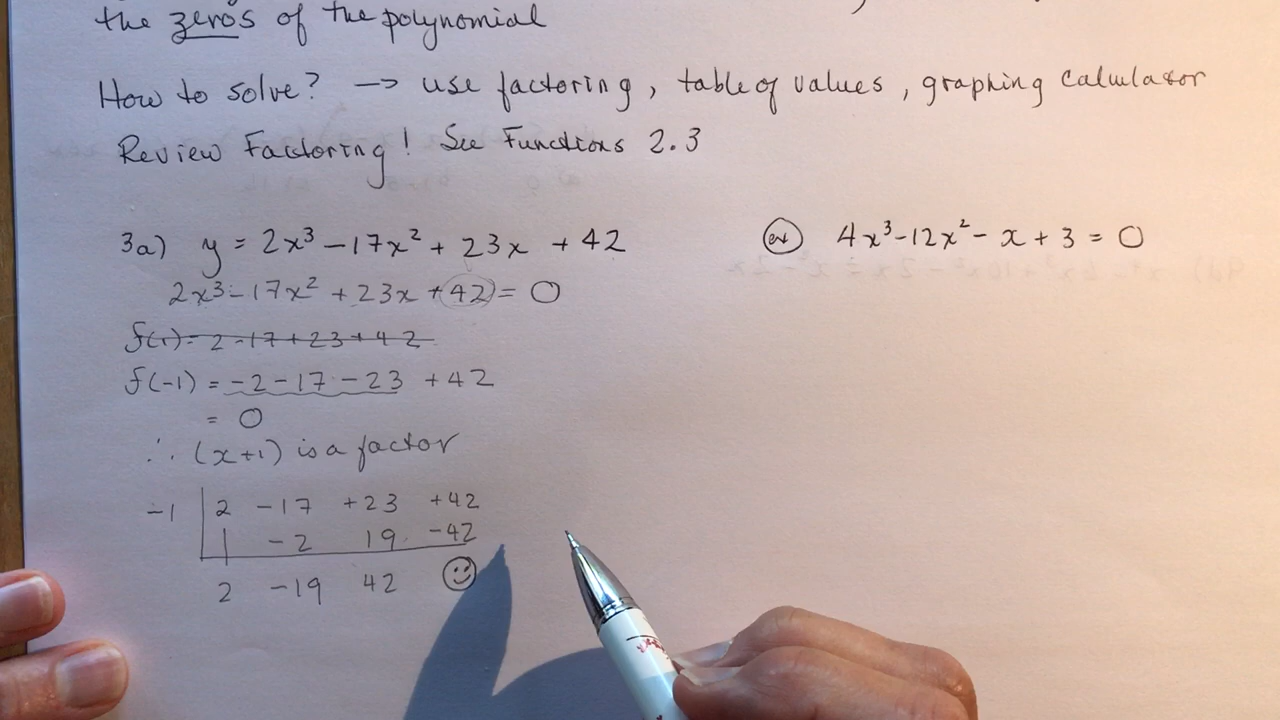 the zeros of the polynomial
How to solve? → use factoring, table of values, graphing calculator
Review Factoring! See Functions 2.3
3a) y = 2x³ - 17x² + 23x + 42
2x³ - 17x² + 23x + 42 = 0
f(1) = 2 - 17 + 23 + 42
f(-1) = -2 - 17 - 23 + 42
= 0
∴ (x+1) is a factor
-1 | 2 -17 +23 +42
↓ -2 19 -42
2 -19 42 ☺
ex 4x³ - 12x² - x + 3 = 0